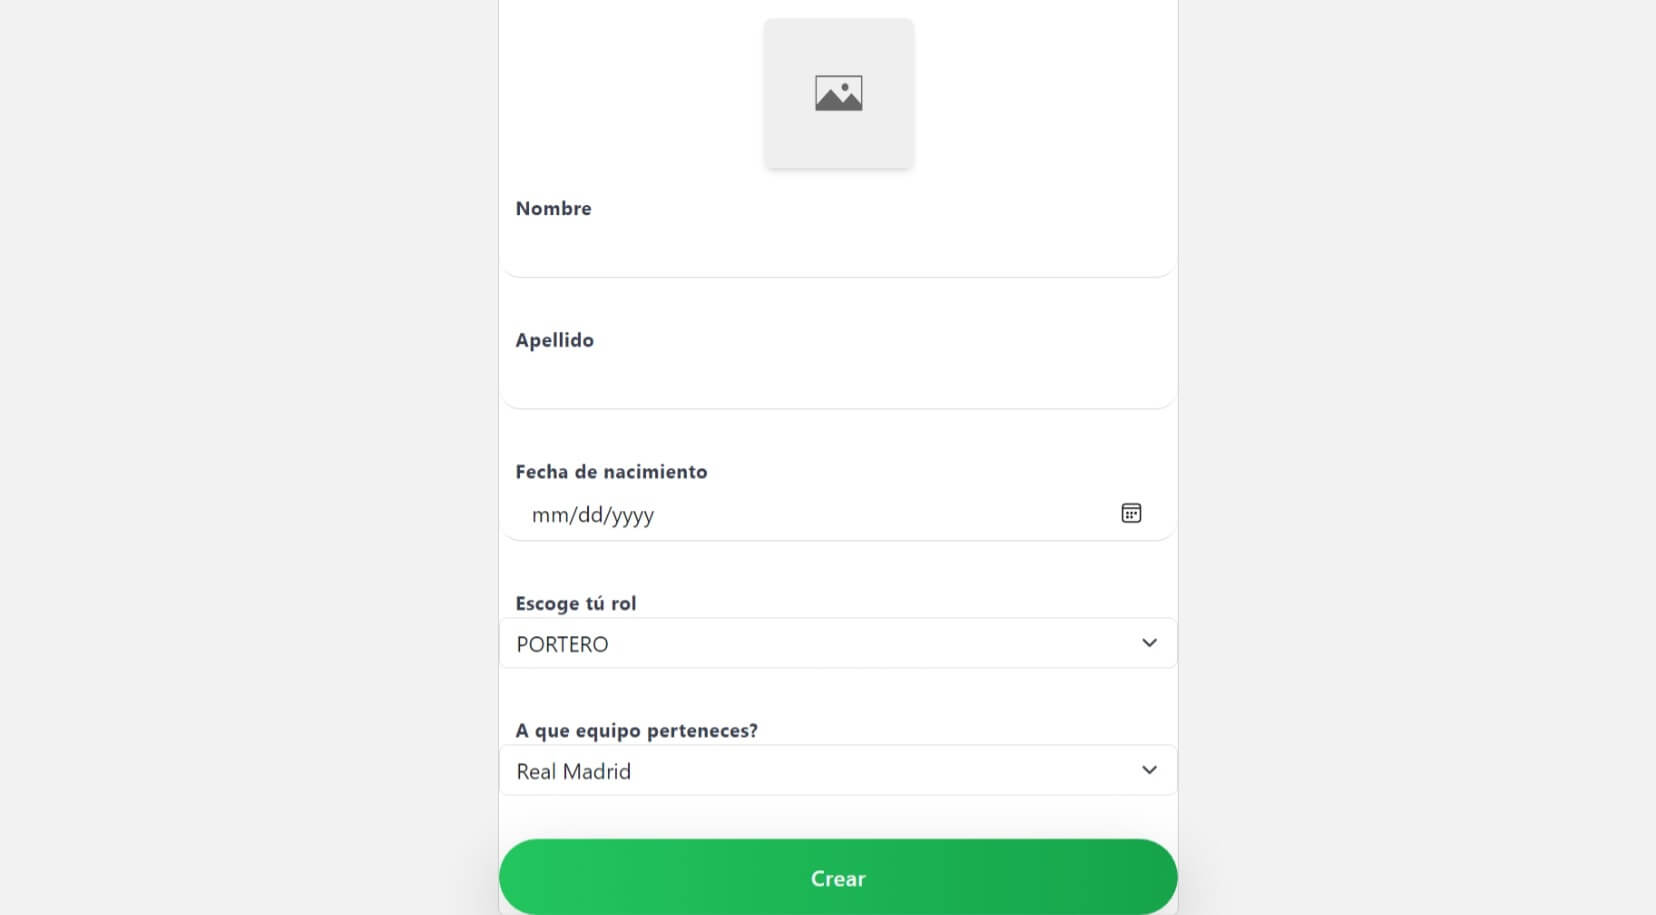 Nombre
Apellido
Fecha de nacimiento
mm/dd/yyyy
Escoge tú rol
PORTERO
A que equipo perteneces?
Real Madrid
Crear